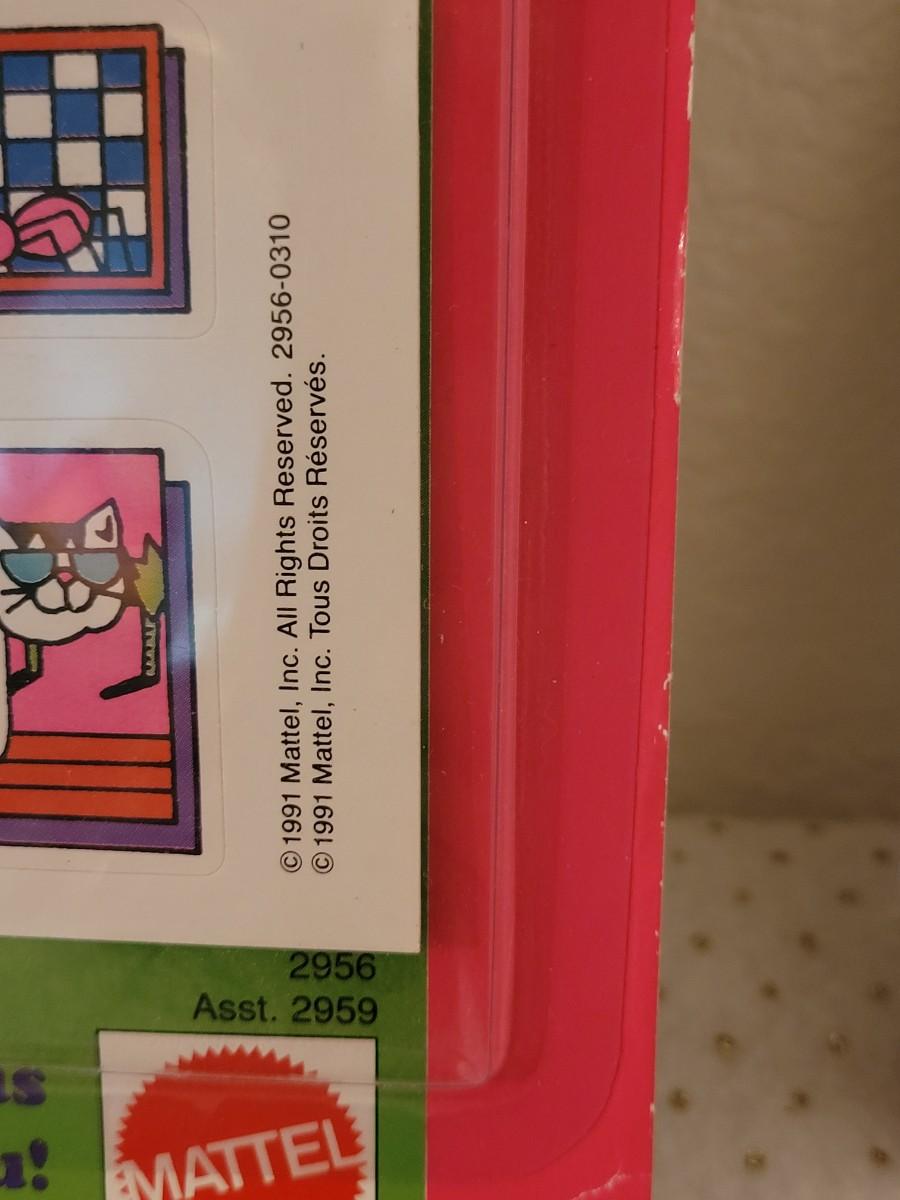 ©1991 Mattel, Inc. All Rights Reserved. 2956-0310
©1991 Mattel, Inc. Tous Droits Réservés.
2956
Asst. 2959
MATTEL